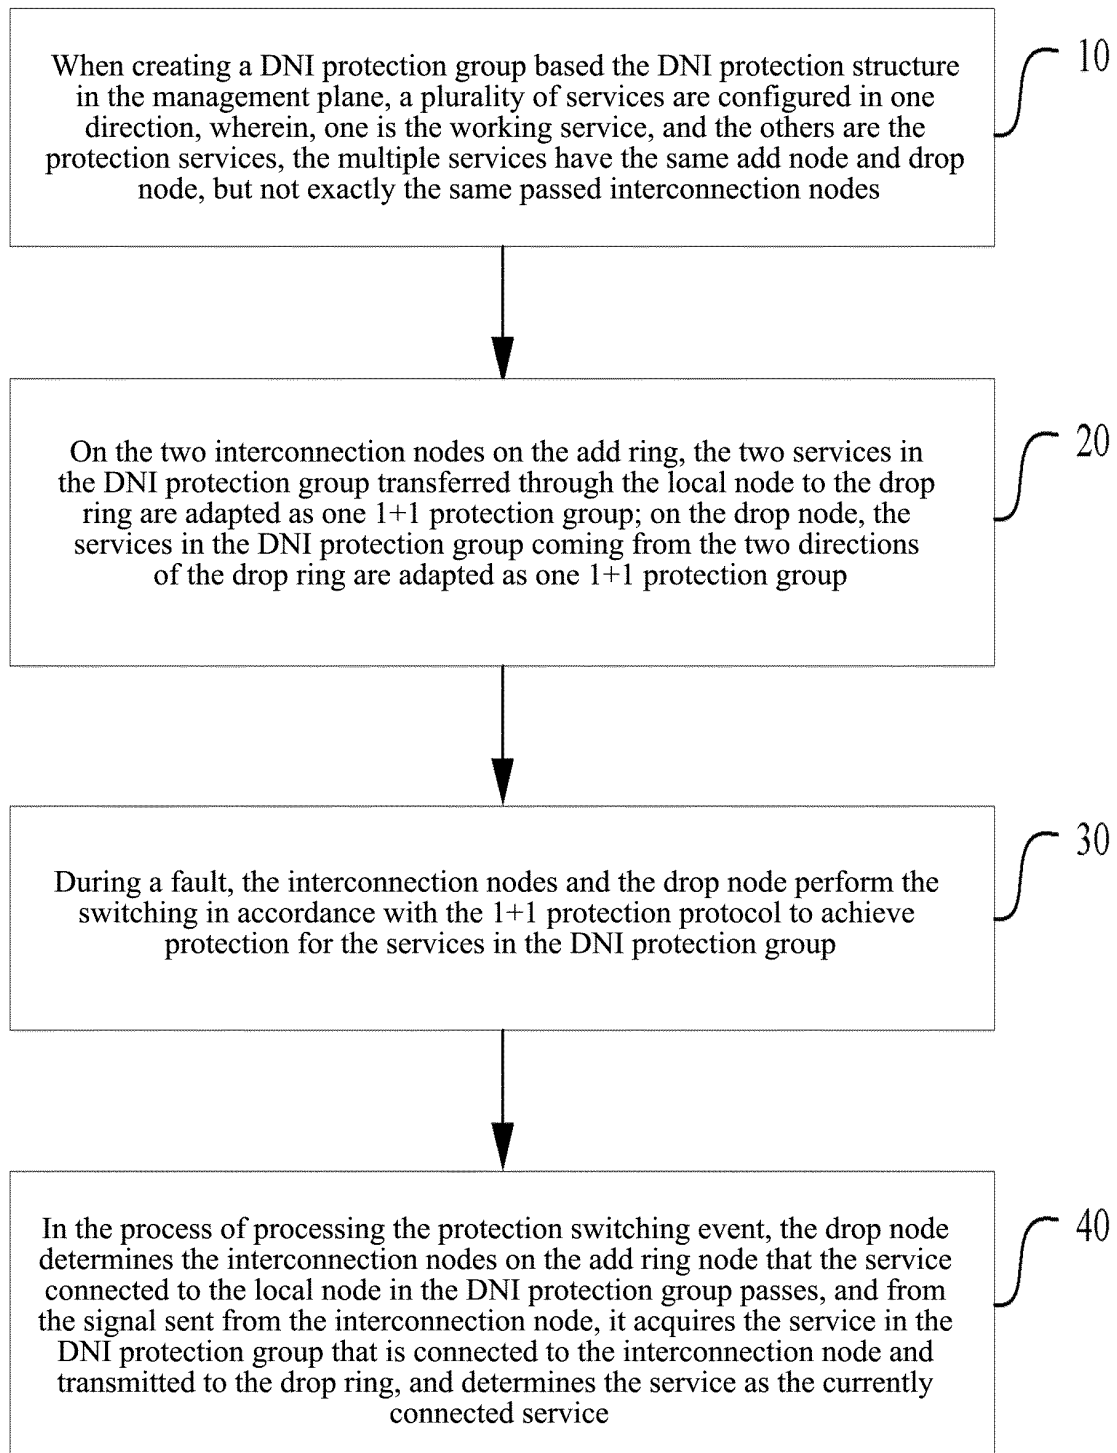 When creating a DNI protection group based the DNI protection structure
in the management plane, a plurality of services are configured in one
direction, wherein, one is the working service, and the others are the
protection services, the multiple services have the same add node and drop
node, but not exactly the same passed interconnection nodes
10
On the two interconnection nodes on the add ring, the two services in
the DNI protection group transferred through the local node to the drop
ring are adapted as one 1+1 protection group; on the drop node, the
services in the DNI protection group coming from the two directions
of the drop ring are adapted as one 1+1 protection group
20
During a fault, the interconnection nodes and the drop node perform the
switching in accordance with the 1+1 protection protocol to achieve
protection for the services in the DNI protection group
30
In the process of processing the protection switching event, the drop node
determines the interconnection nodes on the add ring node that the service
connected to the local node in the DNI protection group passes, and from
the signal sent from the interconnection node, it acquires the service in the
DNI protection group that is connected to the interconnection node and
transmitted to the drop ring, and determines the service as the currently
connected service
40